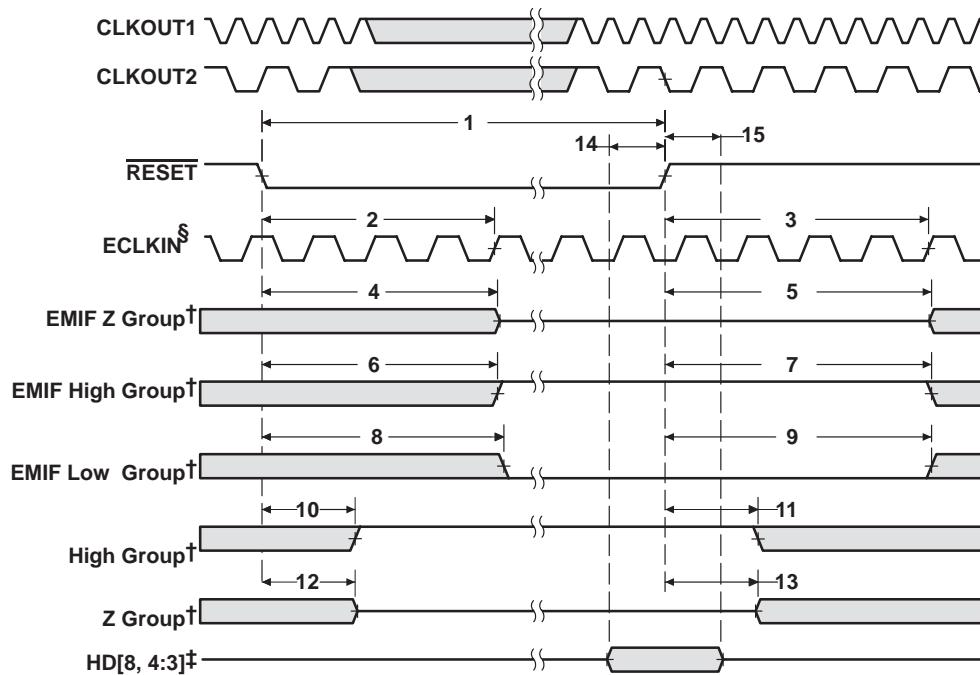 CLKOUT1
CLKOUT2
1
14
15
RESET
2
3
ECLKIN§
4
5
EMIF Z Group†
6
7
EMIF High Group†
8
9
EMIF Low Group†
10
11
High Group†
12
13
Z Group†
HD[8, 4:3]‡